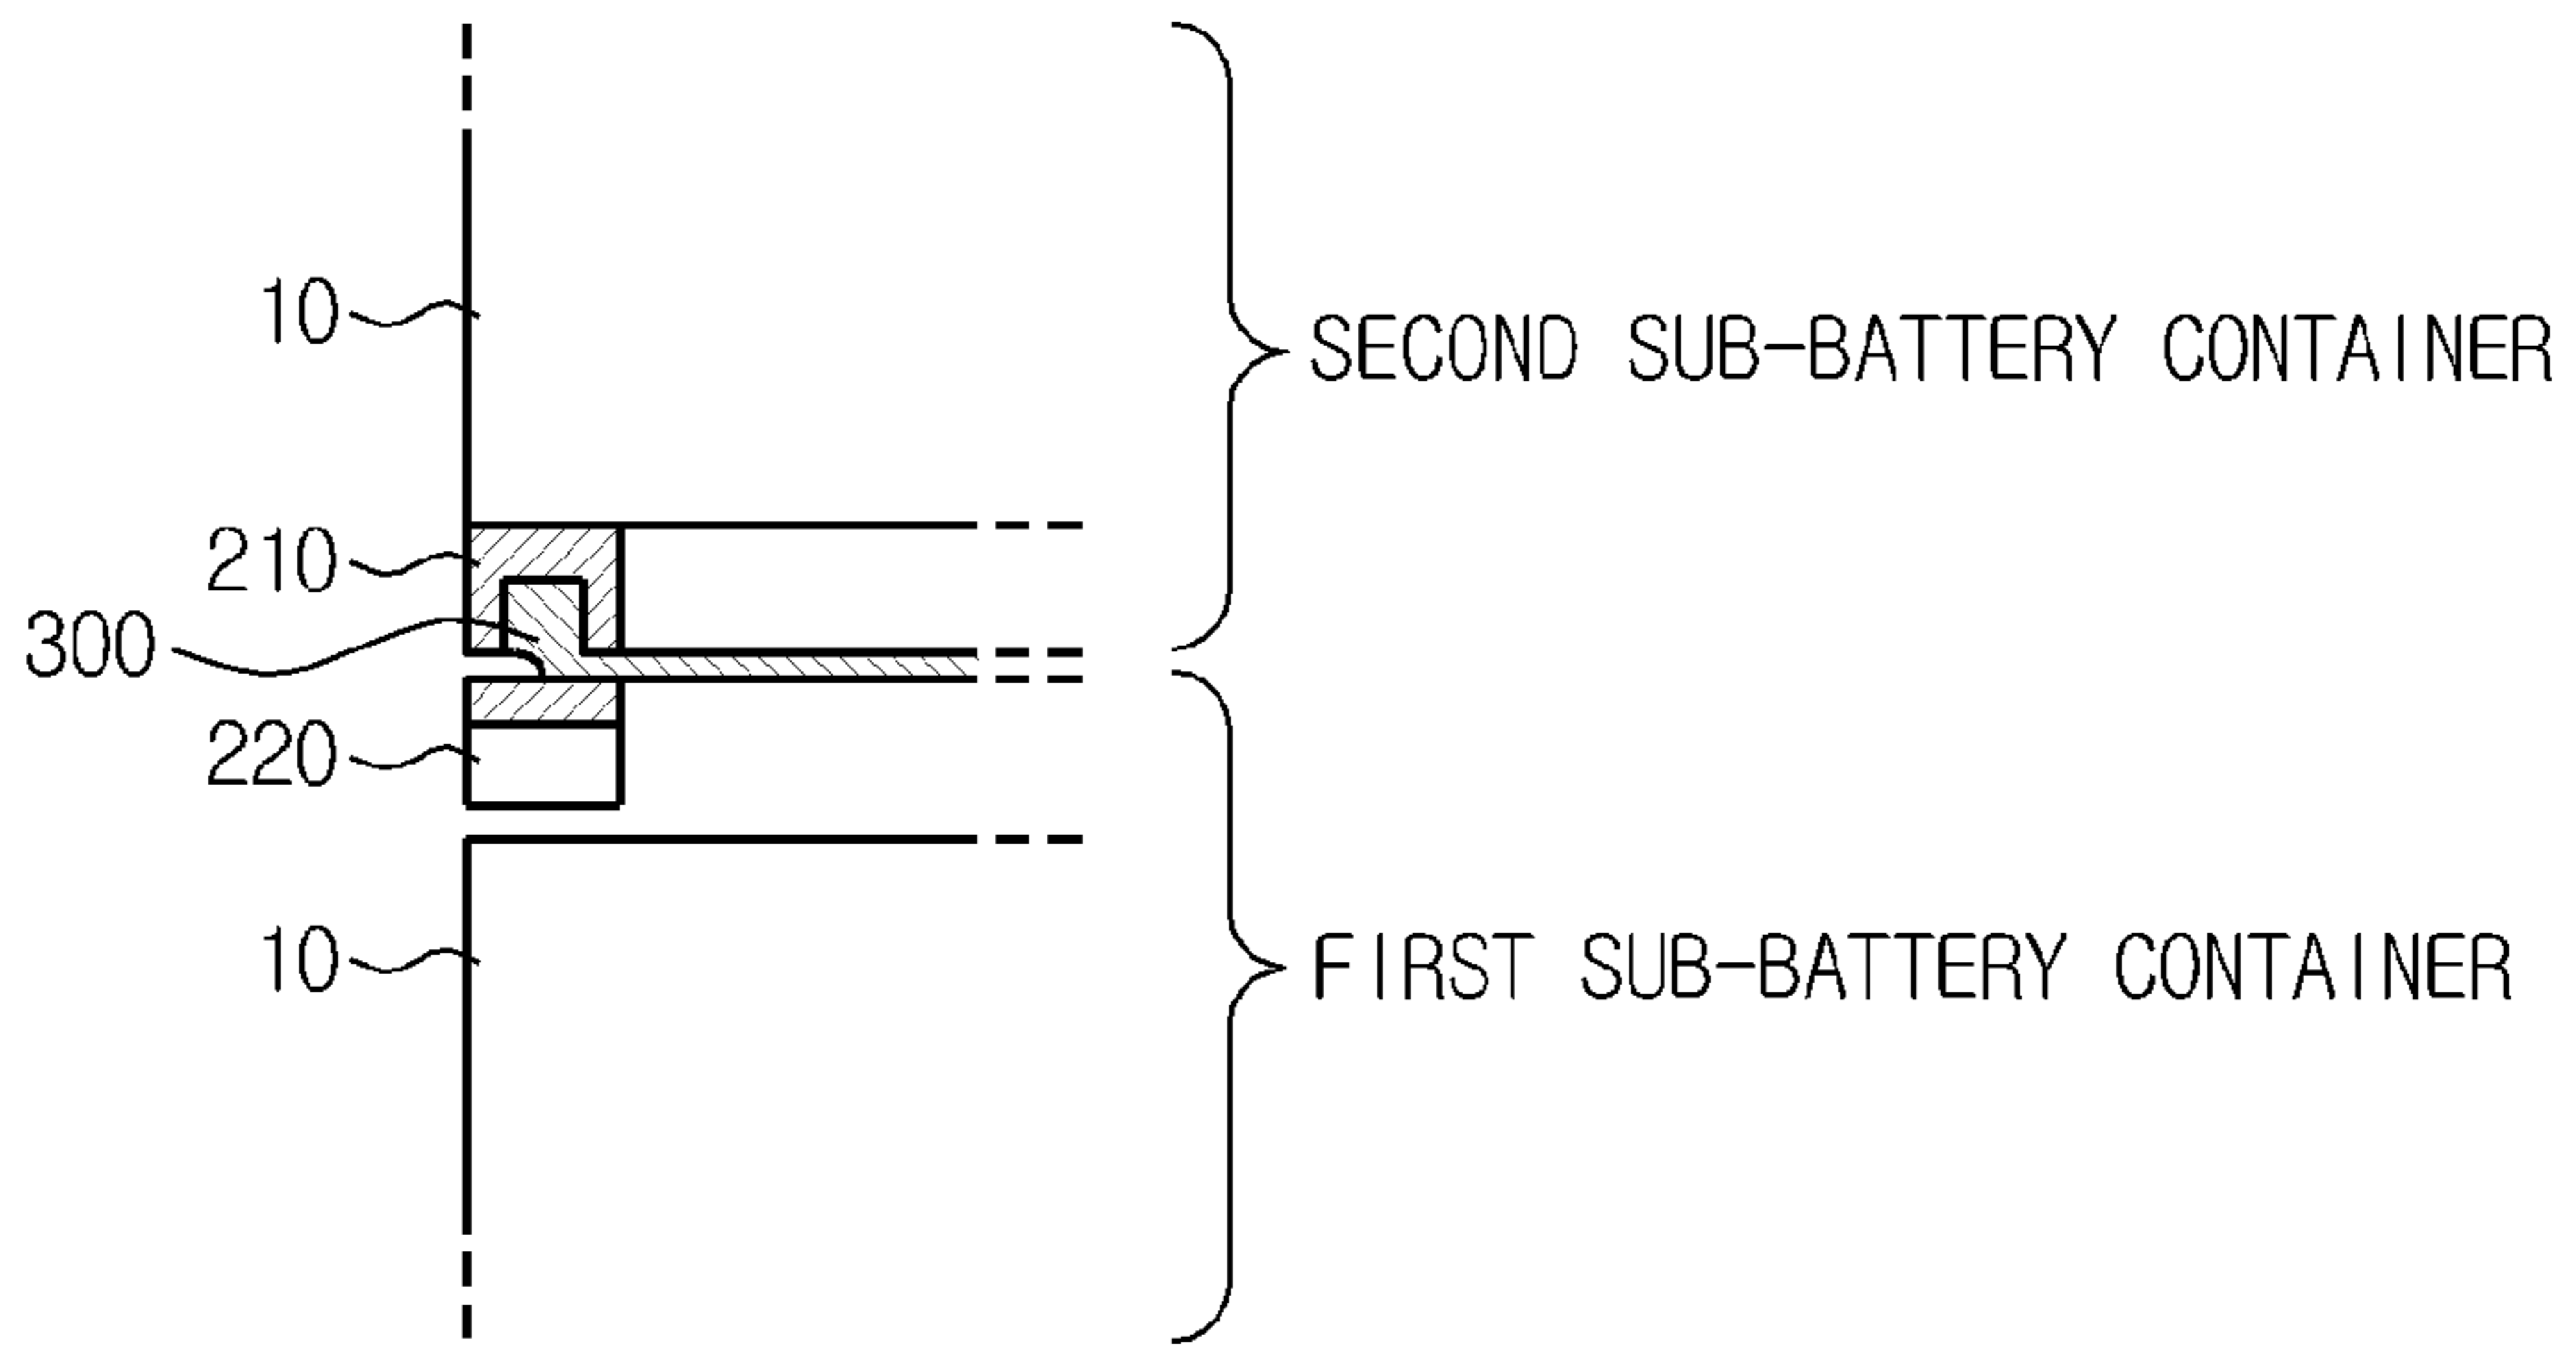 10
SECOND SUB-BATTERY CONTAINER
210
300
220
10
FIRST SUB-BATTERY CONTAINER